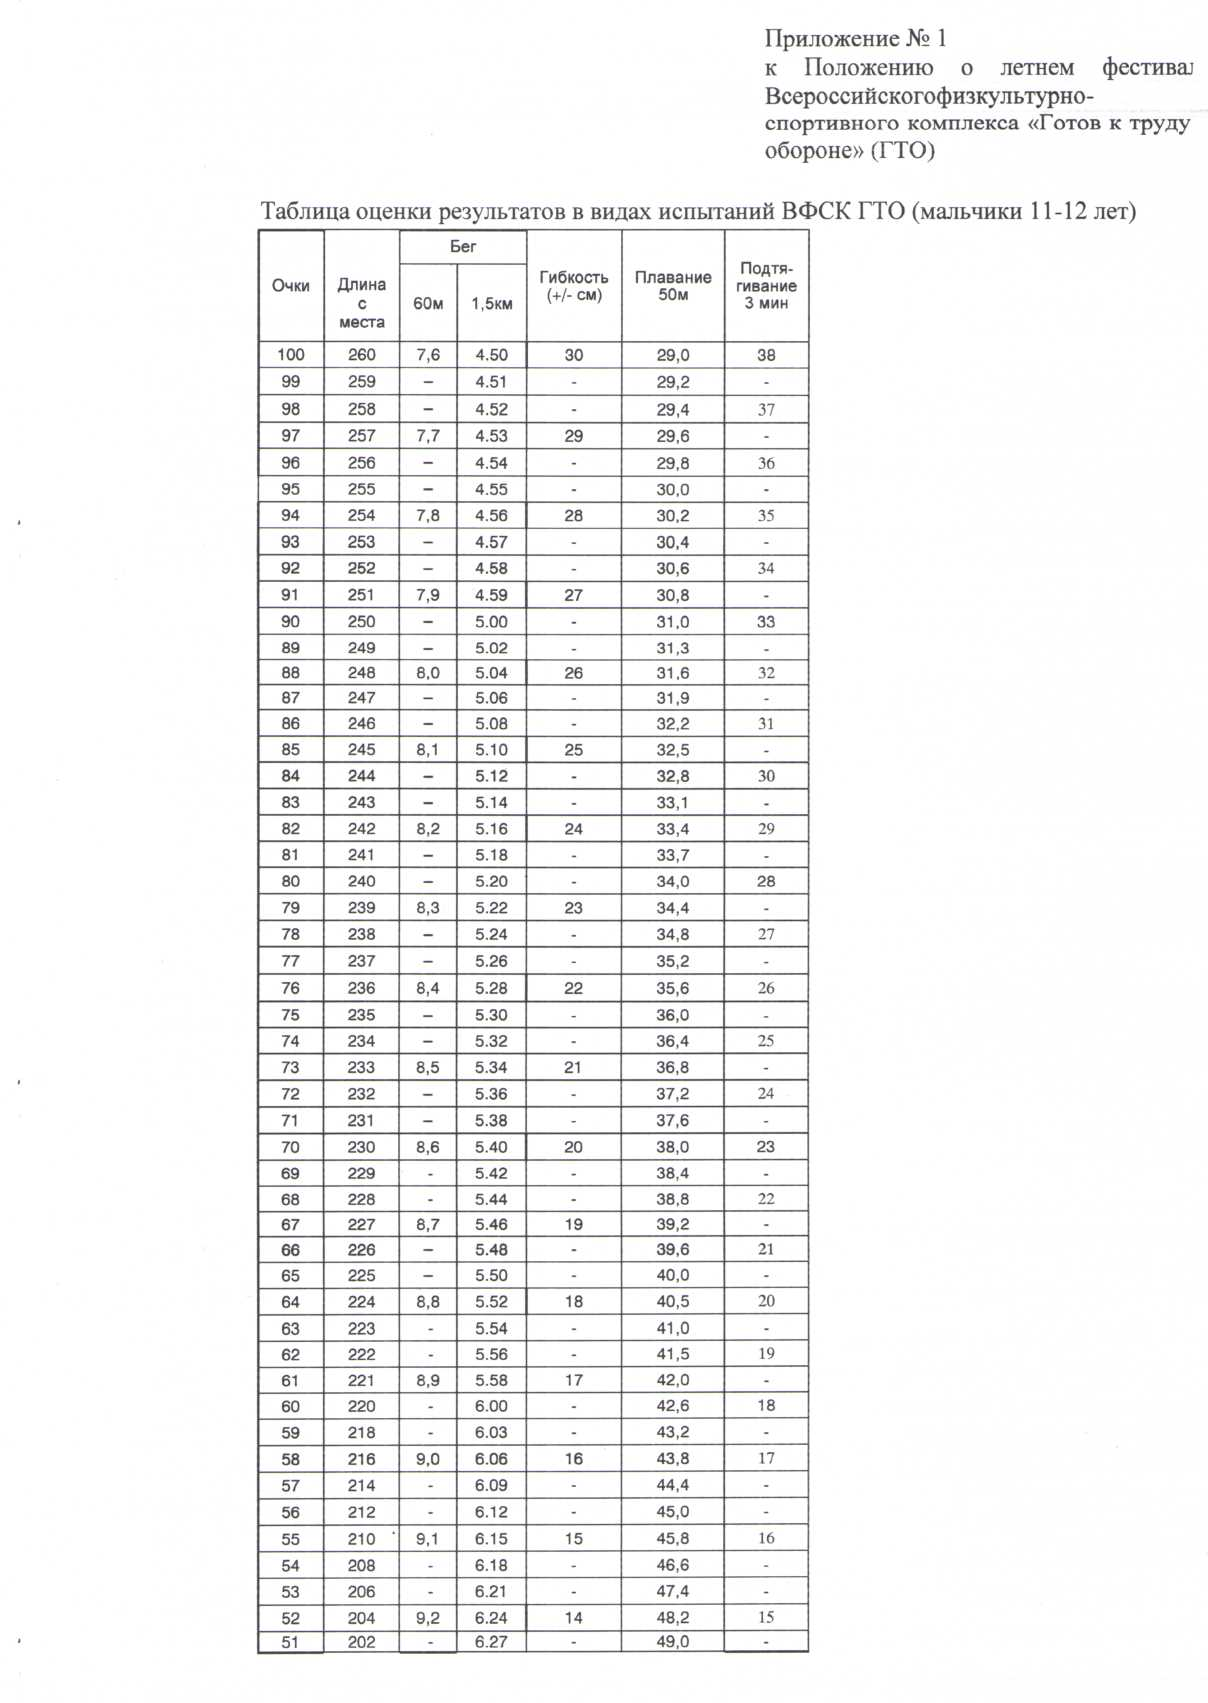 Приложение № 1
к Положению о летнем фестивал
Всероссийскогофизкультурно-
спортивного комплекса «Готов к труду
обороне» (ГТО)
Таблица оценки результатов в видах испытаний ВФСК ГТО (мальчики 11-12 лет)
Очки Длина с места Бег 60м 1,5км Гибкость (+/- см) Плавание 50м Подтя-гивание 3 мин
100 260 7,6 4.50 30 29,0 38
99 259 – 4.51 - 29,2 -
98 258 – 4.52 - 29,4 37
97 257 7,7 4.53 29 29,6 -
96 256 – 4.54 - 29,8 36
95 255 – 4.55 - 30,0 -
94 254 7,8 4.56 28 30,2 35
93 253 – 4.57 - 30,4 -
92 252 – 4.58 - 30,6 34
91 251 7,9 4.59 27 30,8 -
90 250 – 5.00 - 31,0 33
89 249 – 5.02 - 31,3 -
88 248 8,0 5.04 26 31,6 32
87 247 – 5.06 - 31,9 -
86 246 – 5.08 - 32,2 31
85 245 8,1 5.10 25 32,5 -
84 244 – 5.12 - 32,8 30
83 243 – 5.14 - 33,1 -
82 242 8,2 5.16 24 33,4 29
81 241 – 5.18 - 33,7 -
80 240 – 5.20 - 34,0 28
79 239 8,3 5.22 23 34,4 -
78 238 – 5.24 - 34,8 27
77 237 – 5.26 - 35,2 -
76 236 8,4 5.28 22 35,6 26
75 235 – 5.30 - 36,0 -
74 234 – 5.32 - 36,4 25
73 233 8,5 5.34 21 36,8 -
72 232 – 5.36 - 37,2 24
71 231 – 5.38 - 37,6 -
70 230 8,6 5.40 20 38,0 23
69 229 - 5.42 - 38,4 -
68 228 - 5.44 - 38,8 22
67 227 8,7 5.46 19 39,2 -
66 226 – 5.48 - 39,6 21
65 225 – 5.50 - 40,0 -
64 224 8,8 5.52 18 40,5 20
63 223 - 5.54 - 41,0 -
62 222 - 5.56 - 41,5 19
61 221 8,9 5.58 17 42,0 -
60 220 - 6.00 - 42,6 18
59 218 - 6.03 - 43,2 -
58 216 9,0 6.06 16 43,8 17
57 214 - 6.09 - 44,4 -
56 212 - 6.12 - 45,0 -
55 210 9,1 6.15 15 45,8 16
54 208 - 6.18 - 46,6 -
53 206 - 6.21 - 47,4 -
52 204 9,2 6.24 14 48,2 15
51 202 - 6.27 - 49,0 -